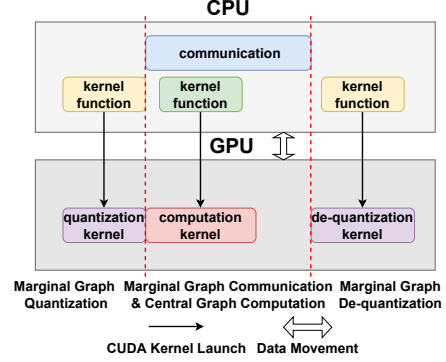 CPU
communication
kernel
function
kernel
function
kernel
function
GPU
quantization
kernel
computation
kernel
de-quantization
kernel
Marginal Graph
Quantization
Marginal Graph Communication
& Central Graph Computation
Marginal Graph
De-quantization
CUDA Kernel Launch
Data Movement